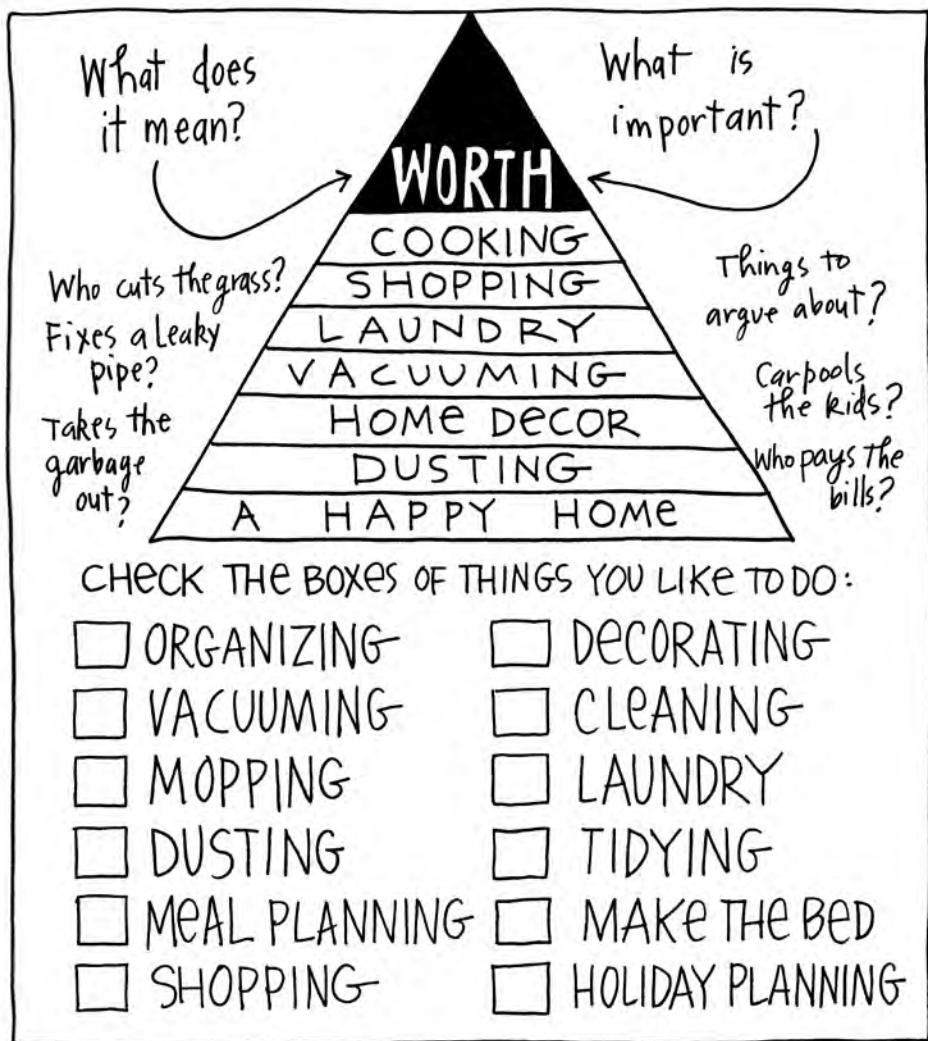 What does
it mean?
What is
important?
WORTH
COOKING
SHOPPING
LAUNDRY
VACUUMING
HOME DECOR
DUSTING
A HAPPY HOME
Who cuts the grass?
Fixes a leaky
pipe?
Takes the
garbage
out?
Things to
argue about?
Carpools
the kids?
Who pays the
bills?
CHECK THE BOXES OF THINGS YOU LIKE TO DO:
ORGANIZING
VACUUMING
MOPPING
DUSTING
MEAL PLANNING
SHOPPING
DECORATING
CLEANING
LAUNDRY
TIDYING
MAKE THE BED
HOLIDAY PLANNING